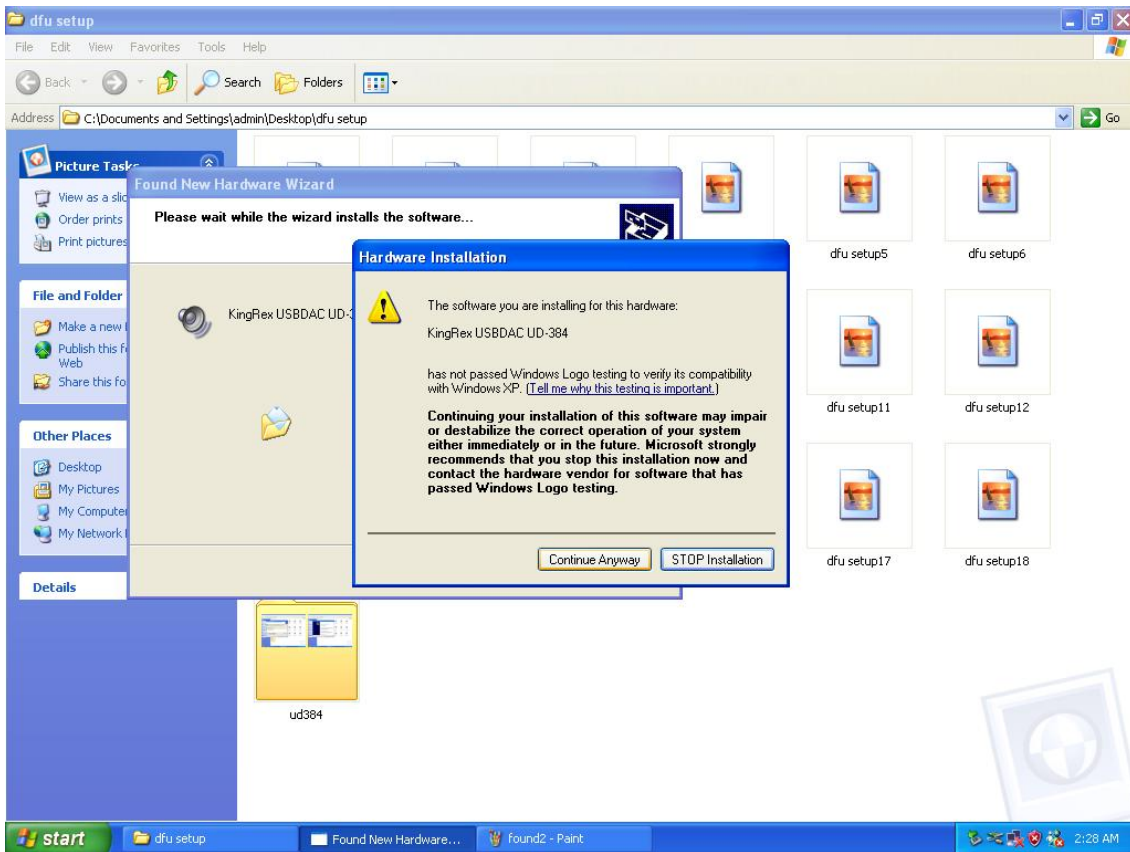 dfu setup
File Edit View Favorites Tools Help
Back Search Folders
Address C:\Documents and Settings\admin\Desktop\dfu setup Go
Picture Tasks
View as a slid
Order prints
Print pictures
File and Folder
Make a new
Publish this
Web
Share this fo
Other Places
Desktop
My Pictures
My Computer
My Network
Details
Found New Hardware Wizard
Please wait while the wizard installs the software...
KingRex USBDAC UD-
Hardware Installation
The software you are installing for this hardware:
KingRex USBDAC UD-384
has not passed Windows Logo testing to verify its compatibility
with Windows XP. (Tell me why this testing is important.)
Continuing your installation of this software may impair
or destabilize the correct operation of your system
either immediately or in the future. Microsoft strongly
recommends that you stop this installation now and
contact the hardware vendor for software that has
passed Windows Logo testing.
Continue Anyway STOP Installation
dfu setup5 dfu setup6
dfu setup11 dfu setup12
dfu setup17 dfu setup18
ud384
start dfu setup Found New Hardware... found2 - Paint 2:28 AM